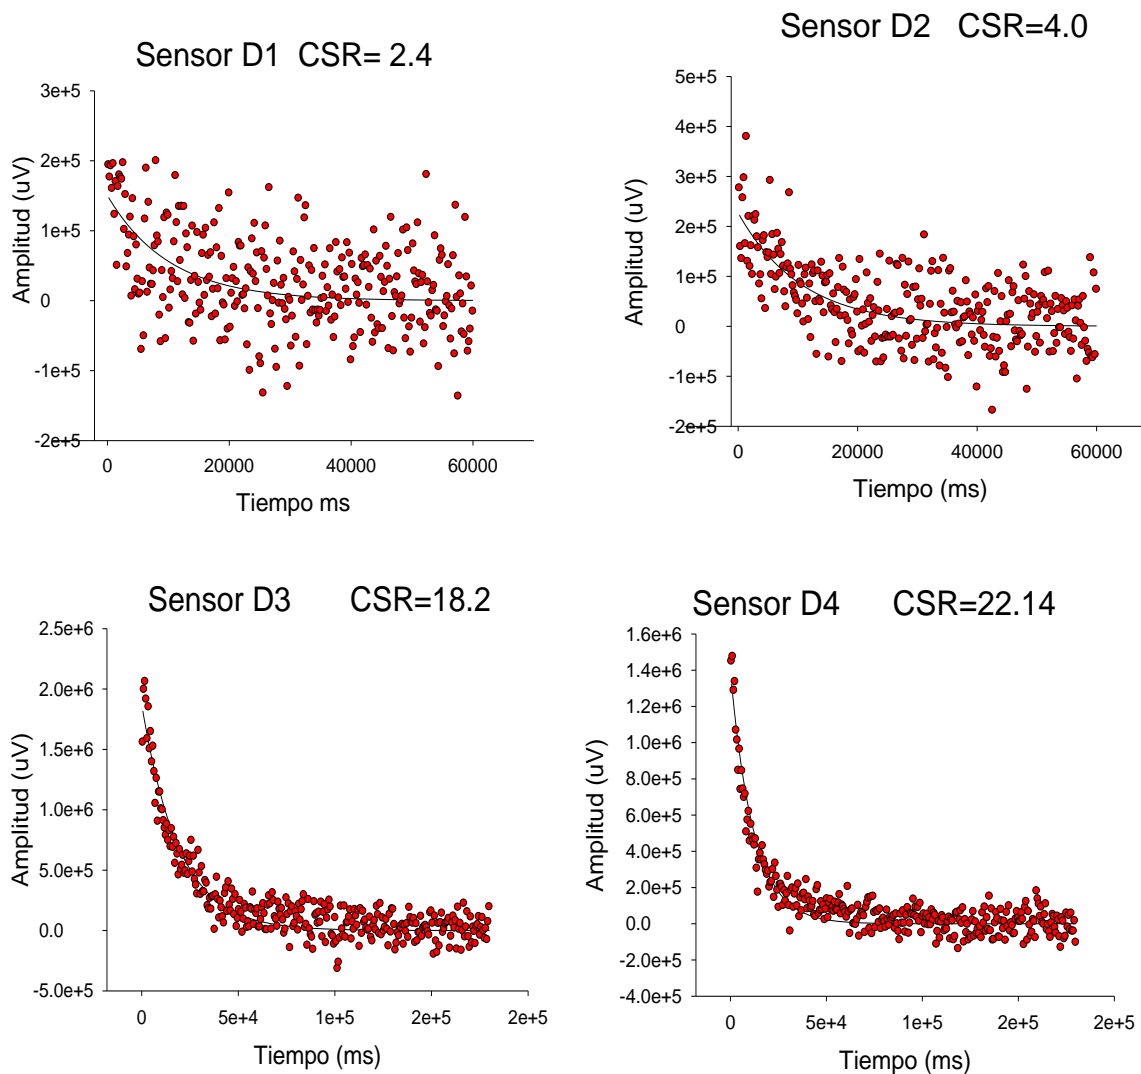 Sensor D1 CSR= 2.4
3e+5
2e+5
1e+5
0
-1e+5
-2e+5
Amplitud (uV)
0 20000 40000 60000
Tiempo ms
Sensor D2 CSR=4.0
5e+5
4e+5
3e+5
2e+5
1e+5
0
-1e+5
-2e+5
Amplitud (uV)
0 20000 40000 60000
Tiempo (ms)
Sensor D3 CSR=18.2
2.5e+6
2.0e+6
1.5e+6
1.0e+6
5.0e+5
0.0
-5.0e+5
Amplitud (uV)
0 5e+4 1e+5 2e+5 2e+5
Tiempo (ms)
Sensor D4 CSR=22.14
1.6e+6
1.4e+6
1.2e+6
1.0e+6
8.0e+5
6.0e+5
4.0e+5
2.0e+5
0.0
-2.0e+5
-4.0e+5
Amplitud (uV)
0 5e+4 1e+5 2e+5 2e+5
Tiempo (ms)